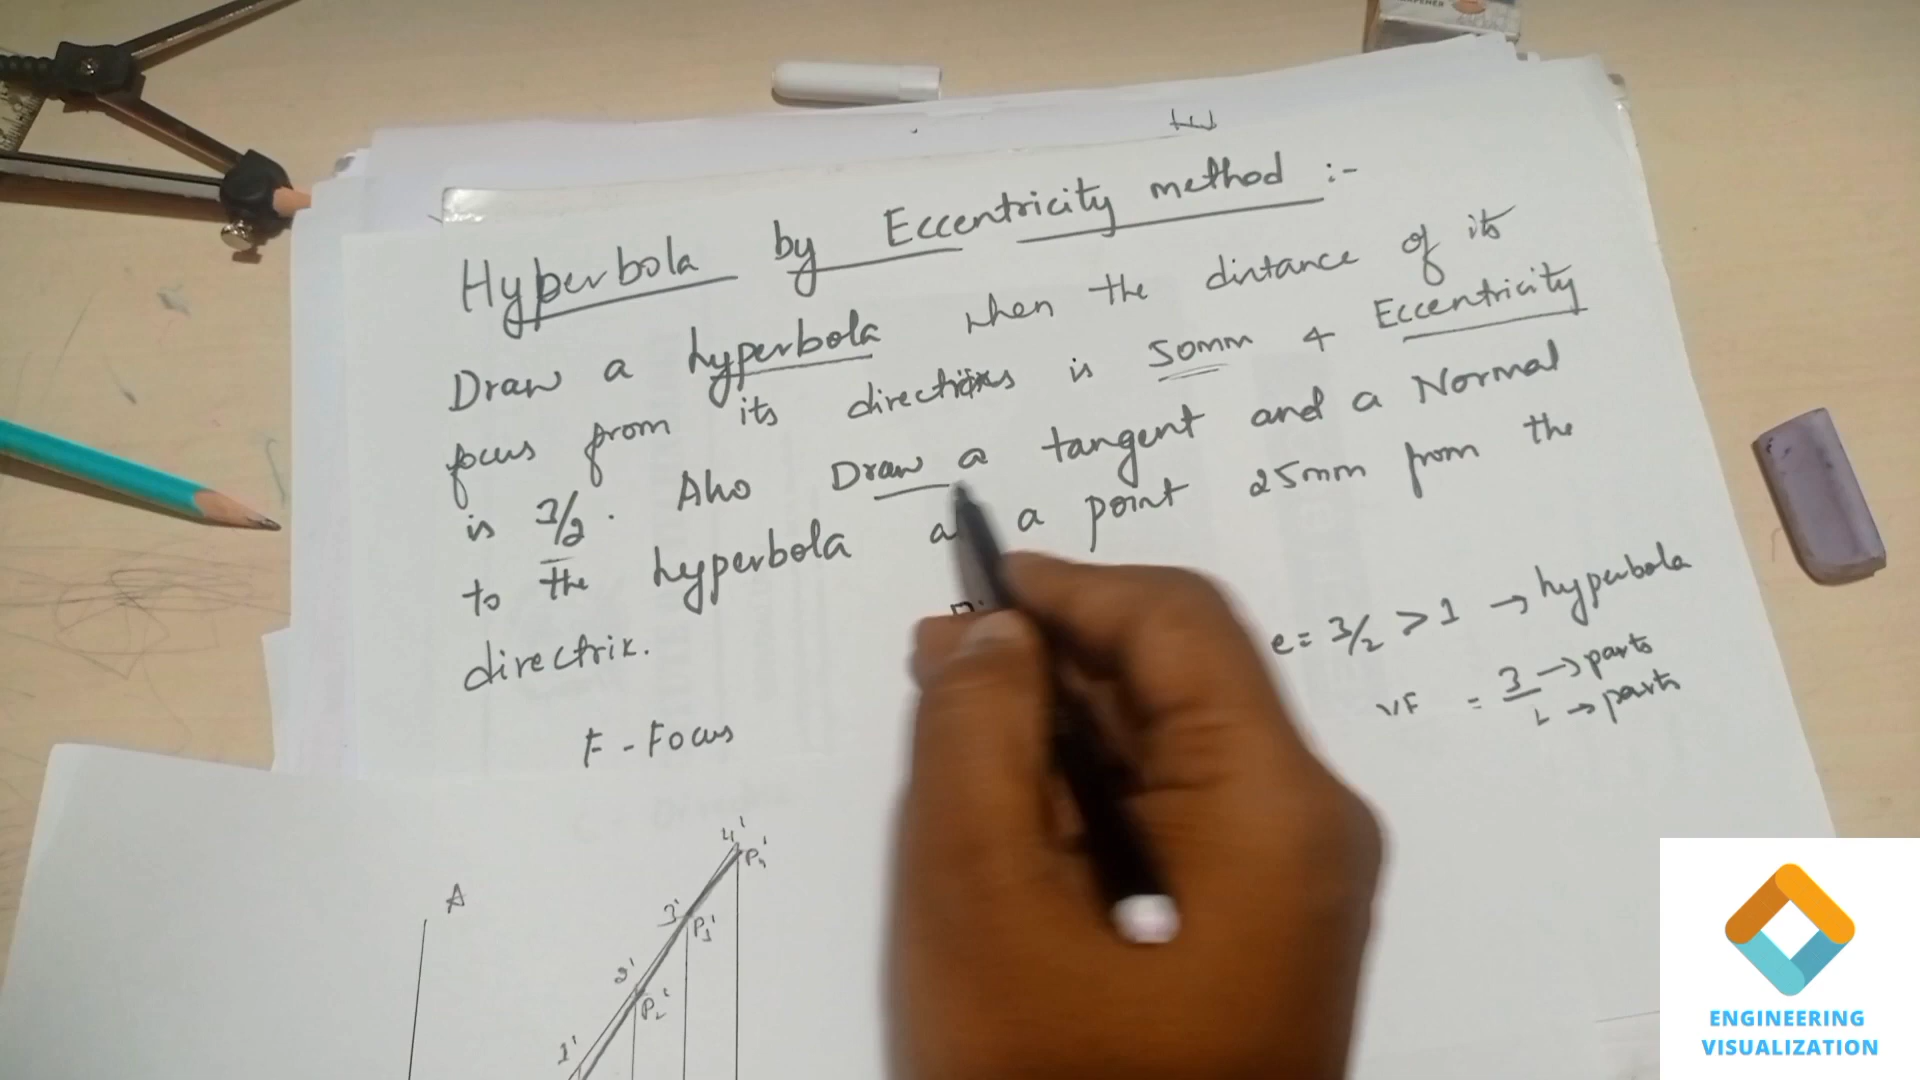 Hyperbola by Eccentricity method :-
Draw a hyperbola when the distance of its
focus from its directrix is 50mm & Eccentricity
is 3/2. Also Draw a tangent and a Normal
to the hyperbola a point 25mm from the
directrix.
e = 3/2 > 1 → hyperbola
VF = 3 → parts
2 → parts
F - Focus
4'
P4'
A
3'
P3'
2'
P2'
1'
ENGINEERING
VISUALIZATION